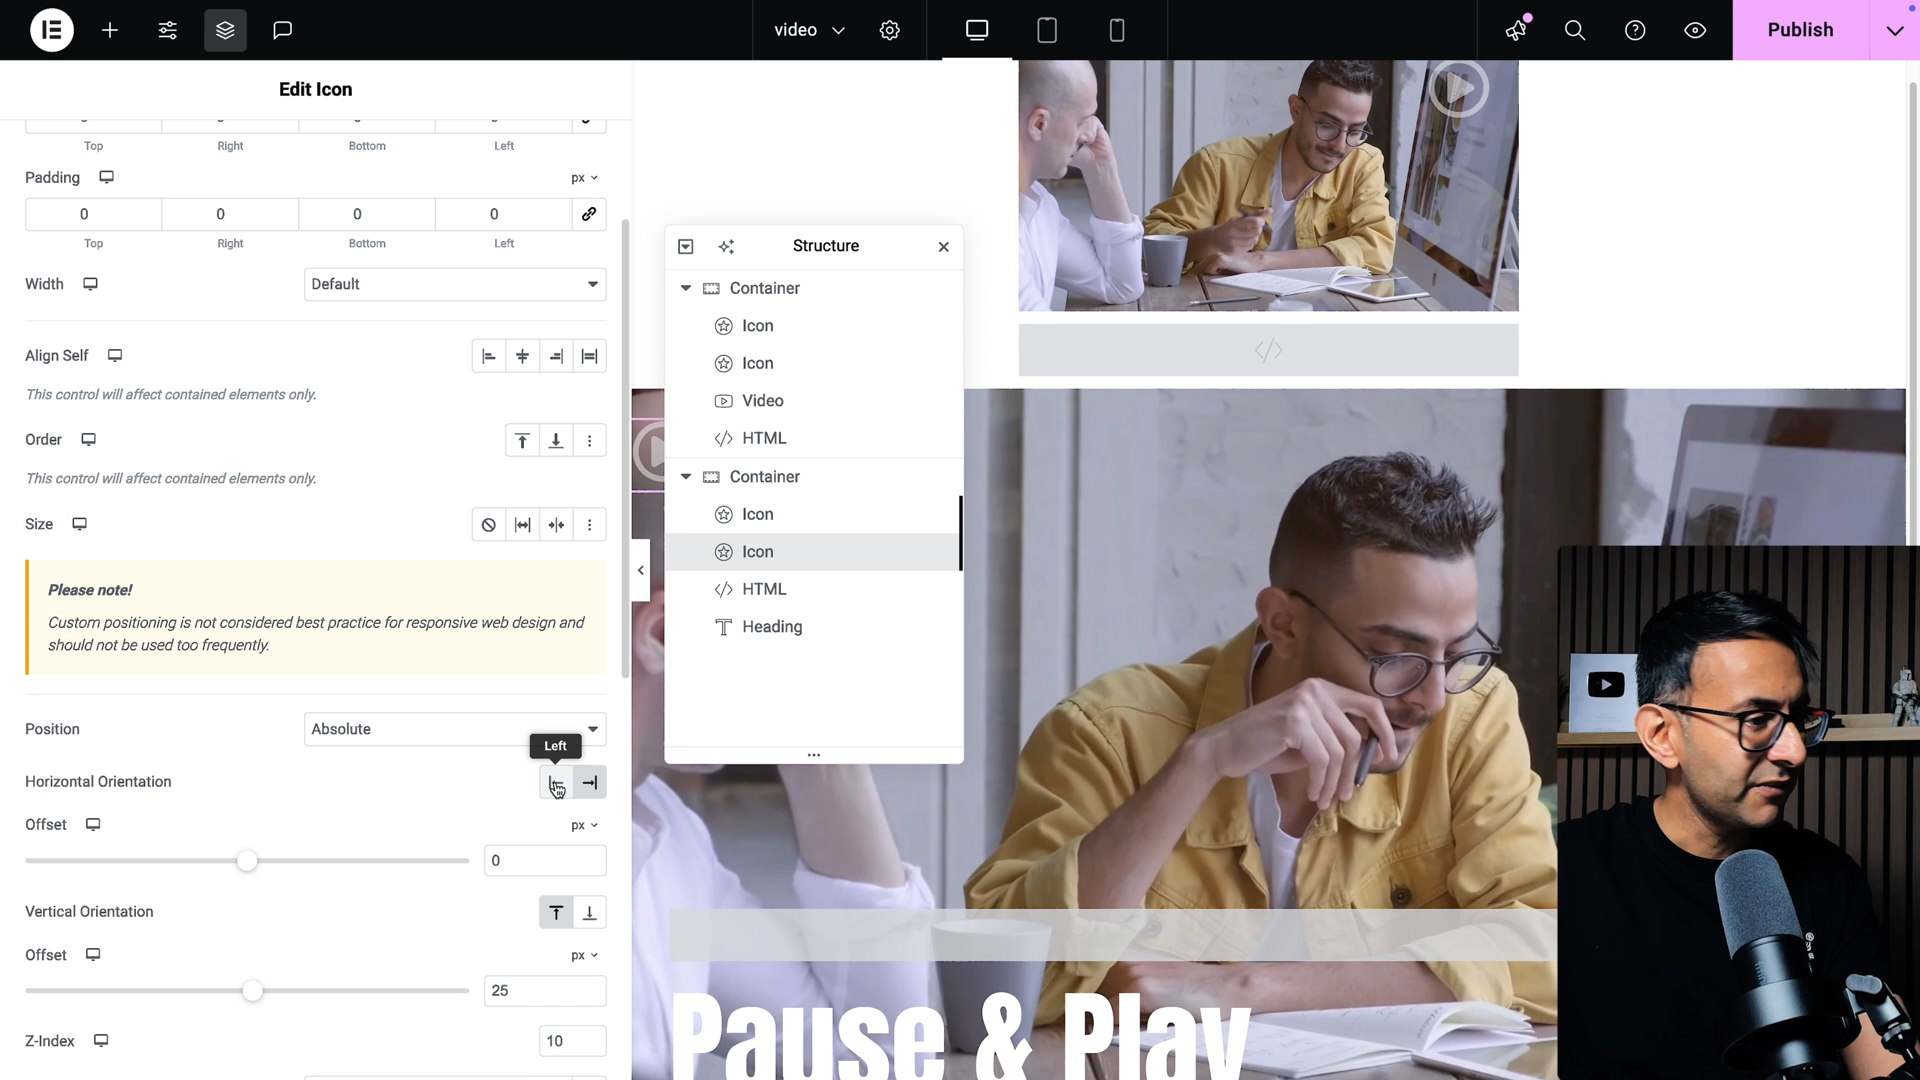 video
Publish
Edit Icon
Top Right Bottom Left
Padding px
0 0 0 0
Top Right Bottom Left
Width Default
Align Self
This control will affect contained elements only.
Order
This control will affect contained elements only.
Size
Please note!
Custom positioning is not considered best practice for responsive web design and
should not be used too frequently.
Position Absolute
Left
Horizontal Orientation
Offset px
0
Vertical Orientation
Offset px
25
Z-Index 10
Structure
Container
Icon
Icon
Video
HTML
Container
Icon
Icon
HTML
Heading
Pause & Play